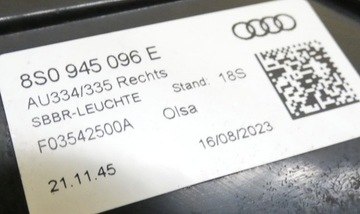 8S0 945 096 E
AU334/335 Rechts
SBBR-LEUCHTE Stand: 18S
F03542500A Olsa
21.11.45 16/08/2023